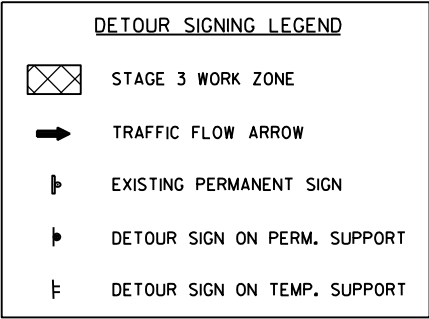 DETOUR SIGNING LEGEND
STAGE 3 WORK ZONE
TRAFFIC FLOW ARROW
EXISTING PERMANENT SIGN
DETOUR SIGN ON PERM. SUPPORT
DETOUR SIGN ON TEMP. SUPPORT